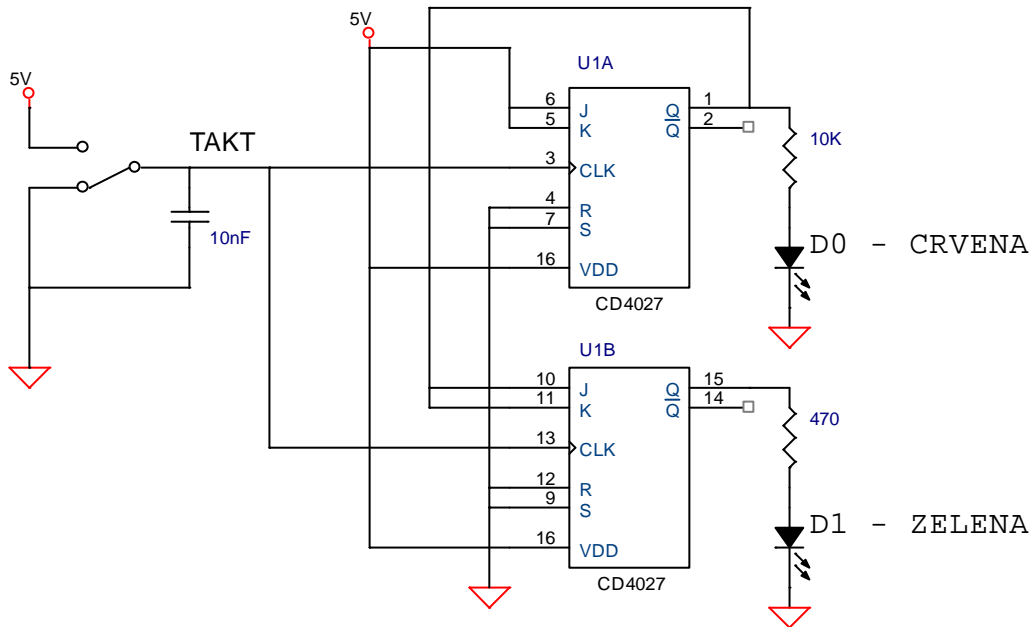 5V
5V
TAKT
10nF
U1A
6 J Q 1
5 K Q 2
3 CLK
4 R
7 S
16 VDD
CD4027
10K
D0 - CRVENA
U1B
10 J Q 15
11 K Q 14
13 CLK
12 R
9 S
16 VDD
CD4027
470
D1 - ZELENA